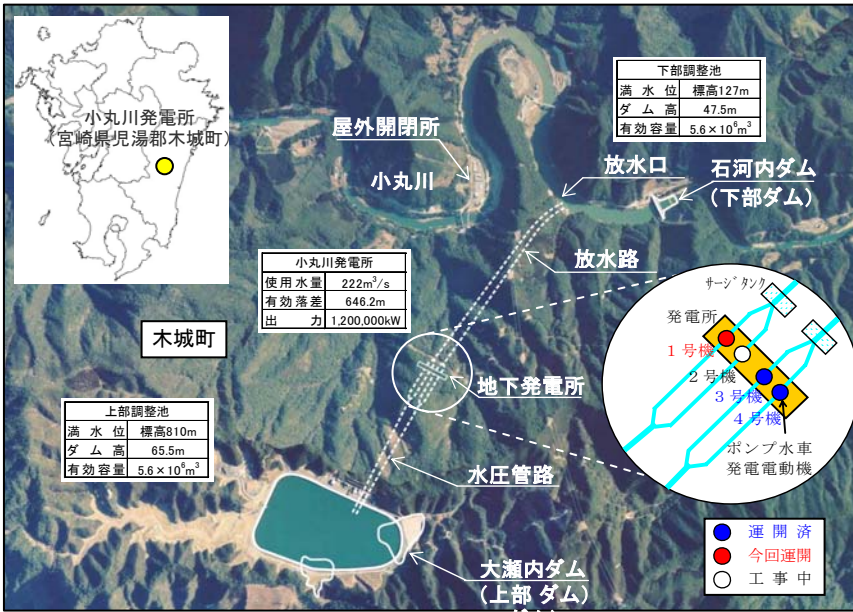 小丸川発電所
(宮崎県児湯郡木城町)
下部調整池
満水位 標高127m
ダム高 47.5m
有効容量 5.6×10⁶m³
屋外開閉所
小丸川
放水口
石河内ダム
(下部ダム)
放水路
小丸川発電所
使用水量 222m³/s
有効落差 646.2m
出力 1,200,000kW
木城町
サージタンク
発電所
1号機
2号機
3号機
4号機
ポンプ水車
発電電動機
地下発電所
上部調整池
満水位 標高810m
ダム高 65.5m
有効容量 5.6×10⁶m³
水圧管路
大瀬内ダム
(上部ダム)
運開済
今回運開
工事中